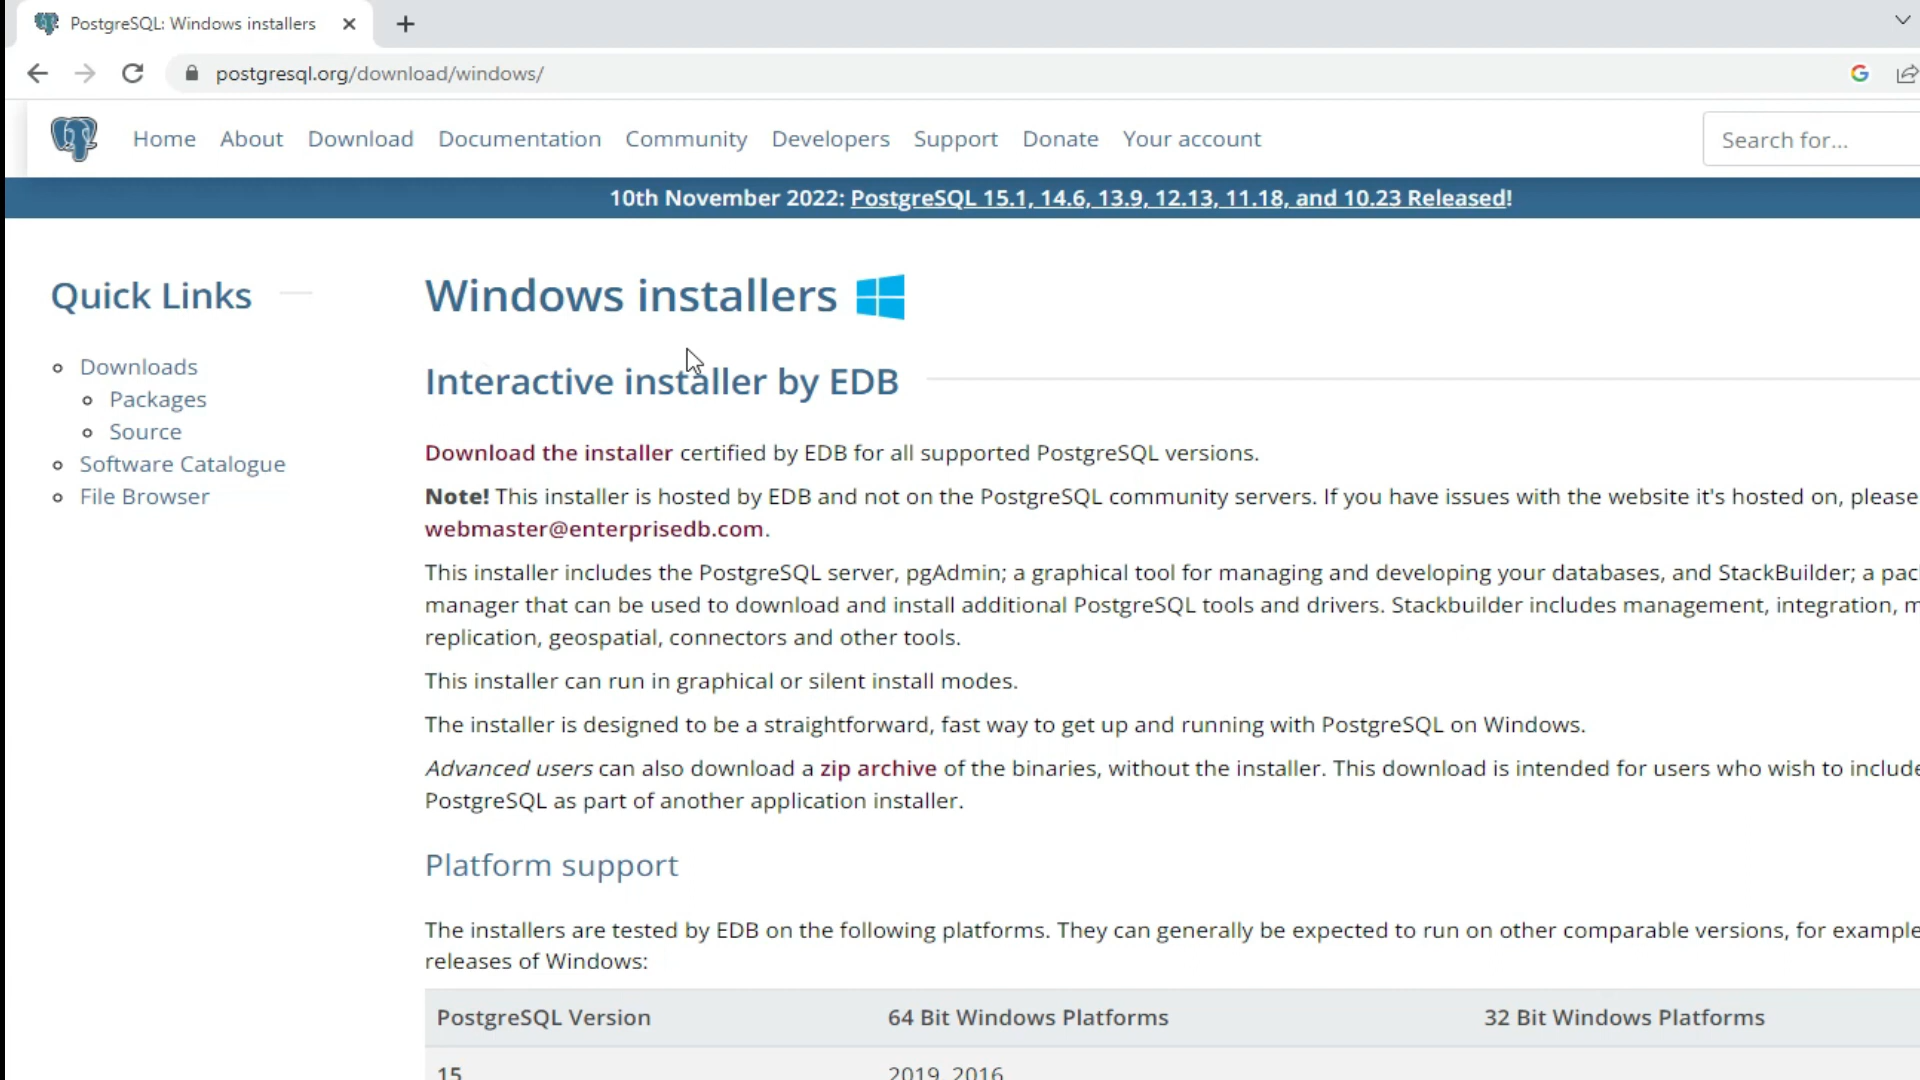 PostgreSQL: Windows installers
postgresql.org/download/windows/
Home About Download Documentation Community Developers Support Donate Your account
Search for...
10th November 2022: PostgreSQL 15.1, 14.6, 13.9, 12.13, 11.18, and 10.23 Released!
Quick Links
Downloads
Packages
Source
Software Catalogue
File Browser
Windows installers
Interactive installer by EDB
Download the installer certified by EDB for all supported PostgreSQL versions.
Note! This installer is hosted by EDB and not on the PostgreSQL community servers. If you have issues with the website it's hosted on, please
webmaster@enterprisedb.com.
This installer includes the PostgreSQL server, pgAdmin; a graphical tool for managing and developing your databases, and StackBuilder; a pac
manager that can be used to download and install additional PostgreSQL tools and drivers. Stackbuilder includes management, integration, m
replication, geospatial, connectors and other tools.
This installer can run in graphical or silent install modes.
The installer is designed to be a straightforward, fast way to get up and running with PostgreSQL on Windows.
Advanced users can also download a zip archive of the binaries, without the installer. This download is intended for users who wish to include
PostgreSQL as part of another application installer.
Platform support
The installers are tested by EDB on the following platforms. They can generally be expected to run on other comparable versions, for example
releases of Windows:
PostgreSQL Version 64 Bit Windows Platforms 32 Bit Windows Platforms
15 2019, 2016